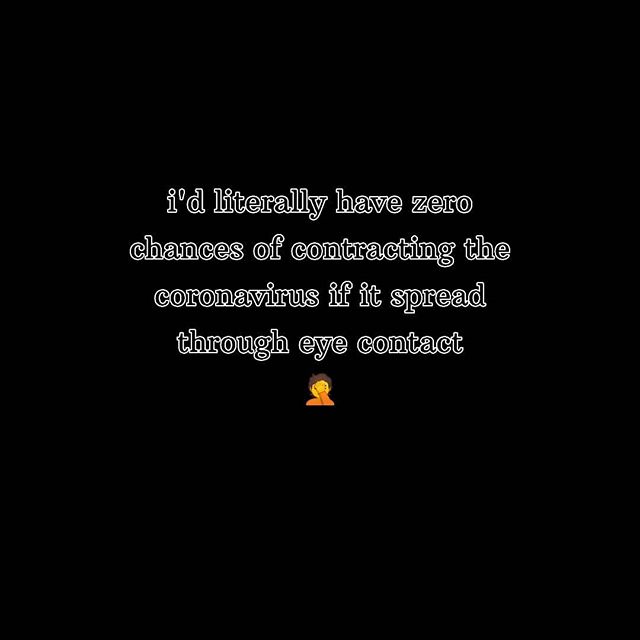 i'd literally have zero
chances of contracting the
coronavirus if it spread
through eye contact
🤦